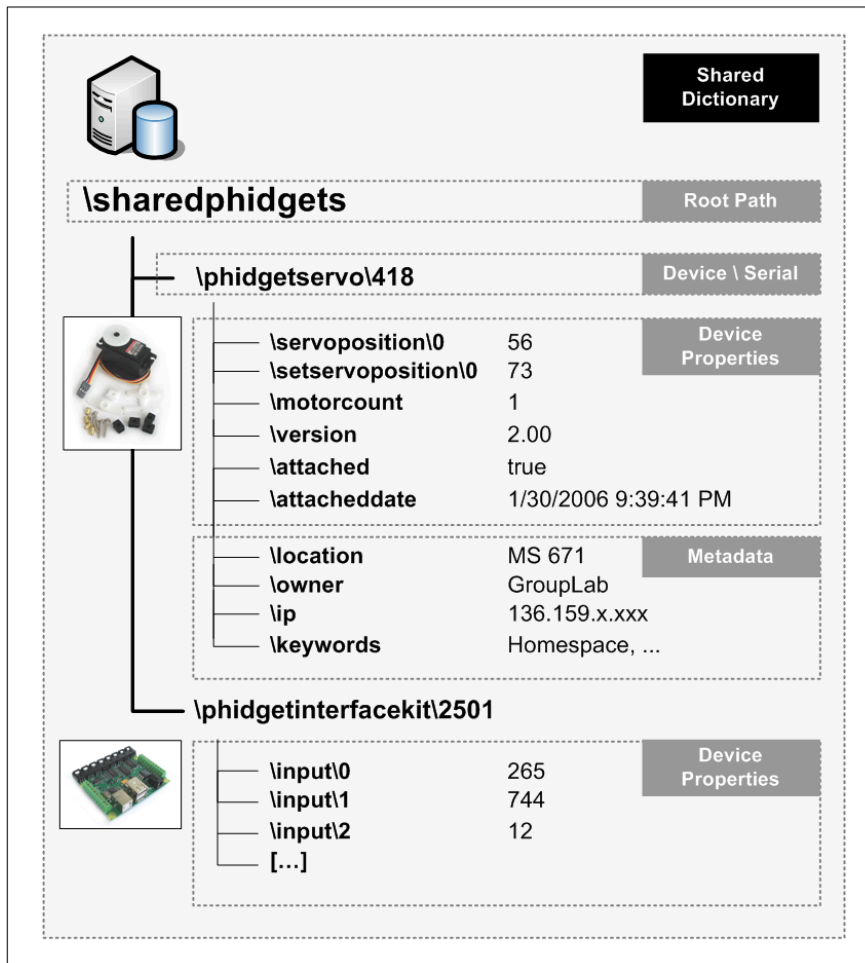 Shared
Dictionary
\sharedphidgets
Root Path
\phidgetservo\418
Device \ Serial
Device
Properties
\servoposition\0 56
\setservoposition\0 73
\motorcount 1
\version 2.00
\attached true
\attacheddate 1/30/2006 9:39:41 PM
\location MS 671
Metadada
\owner GroupLab
\ip 136.159.x.xxx
\keywords Homespace, ...
\phidgetinterfacekit\2501
Device
Properties
\input\0 265
\input\1 744
\input\2 12
[...]